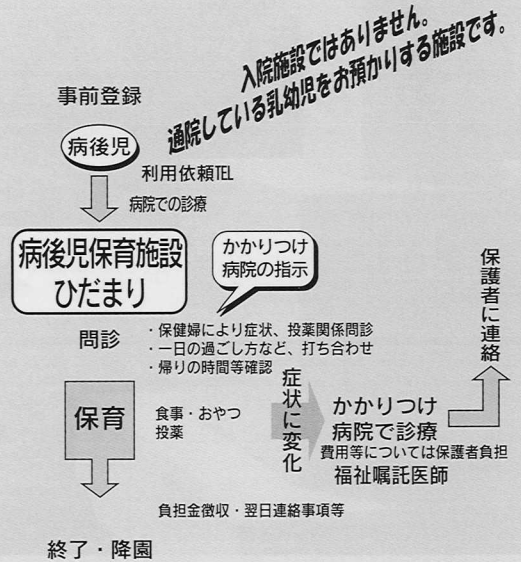 入院施設ではありません。
通院している乳幼児をお預かりする施設です。
事前登録
病後児
利用依頼TEL
病院での診療
病後児保育施設
ひだまり
かかりつけ
病院の指示
問診
・保健婦により症状、投薬関係問診
・一日の過ごし方など、打ち合わせ
・帰りの時間等確認
保育
食事・おやつ
投薬
症状に変化
かかりつけ
病院で診療
費用等については保護者負担
福祉嘱託医師
保護者に連絡
負担金徴収・翌日連絡事項等
終了・降園